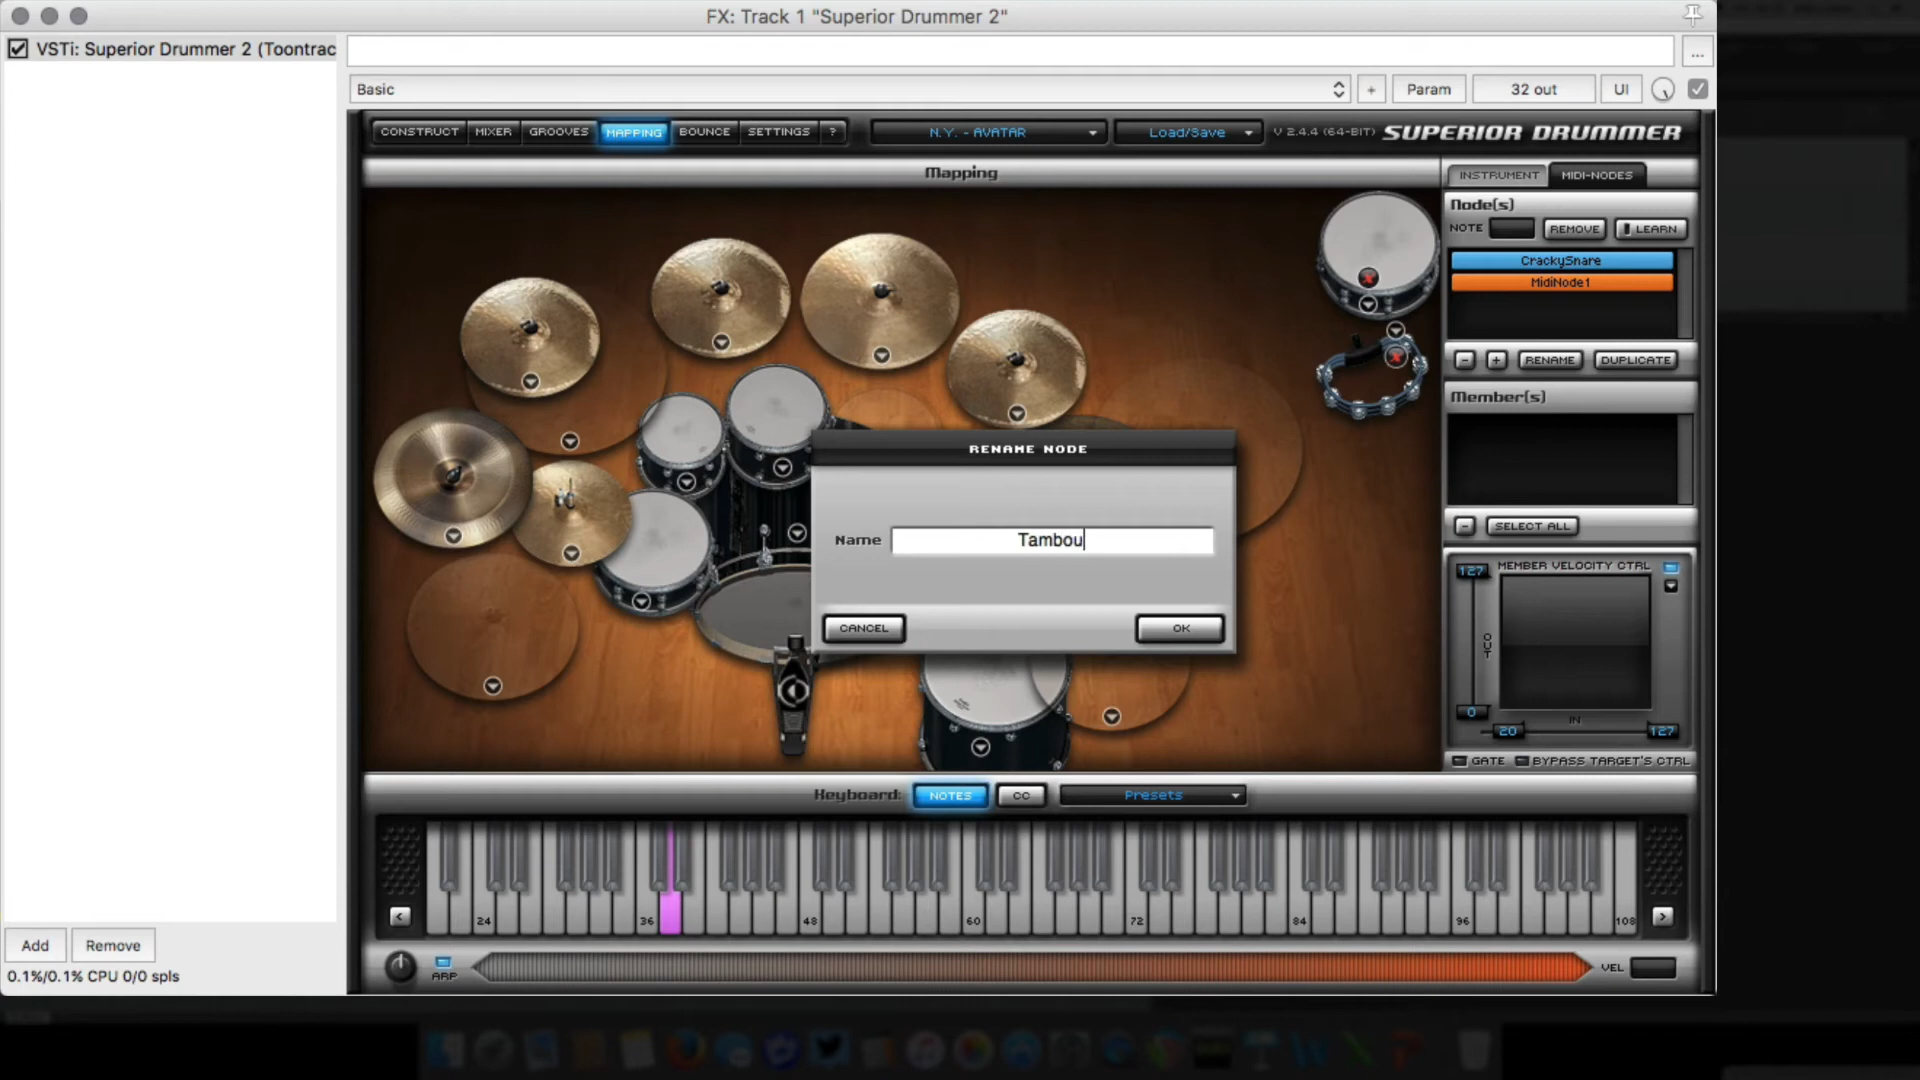 FX: Track 1 "Superior Drummer 2"
VSTi: Superior Drummer 2 (Toontrac
...
Basic
+
Param
32 out
UI
CONSTRUCT
MIXER
GROOVES
MAPPING
BOUNCE
SETTINGS
?
N.Y. - AVATAR
Load/Save
V 2.4.4 (64-BIT)
SUPERIOR DRUMMER
Mapping
INSTRUMENT
MIDI-NODES
Node(s)
NOTE
REMOVE
LEARN
CrackySnare
MidiNode1
-
+
RENAME
DUPLICATE
Member(s)
RENAME NODE
Name
Tambou
CANCEL
OK
-
SELECT ALL
127
MEMBER VELOCITY CTRL
OUT
0
IN
20
127
GATE
BYPASS TARGET'S CTRL
Keyboard:
NOTES
CC
Presets
<
24
36
48
60
72
84
96
108
>
Add
Remove
0.1%/0.1% CPU 0/0 spls
ARP
VEL